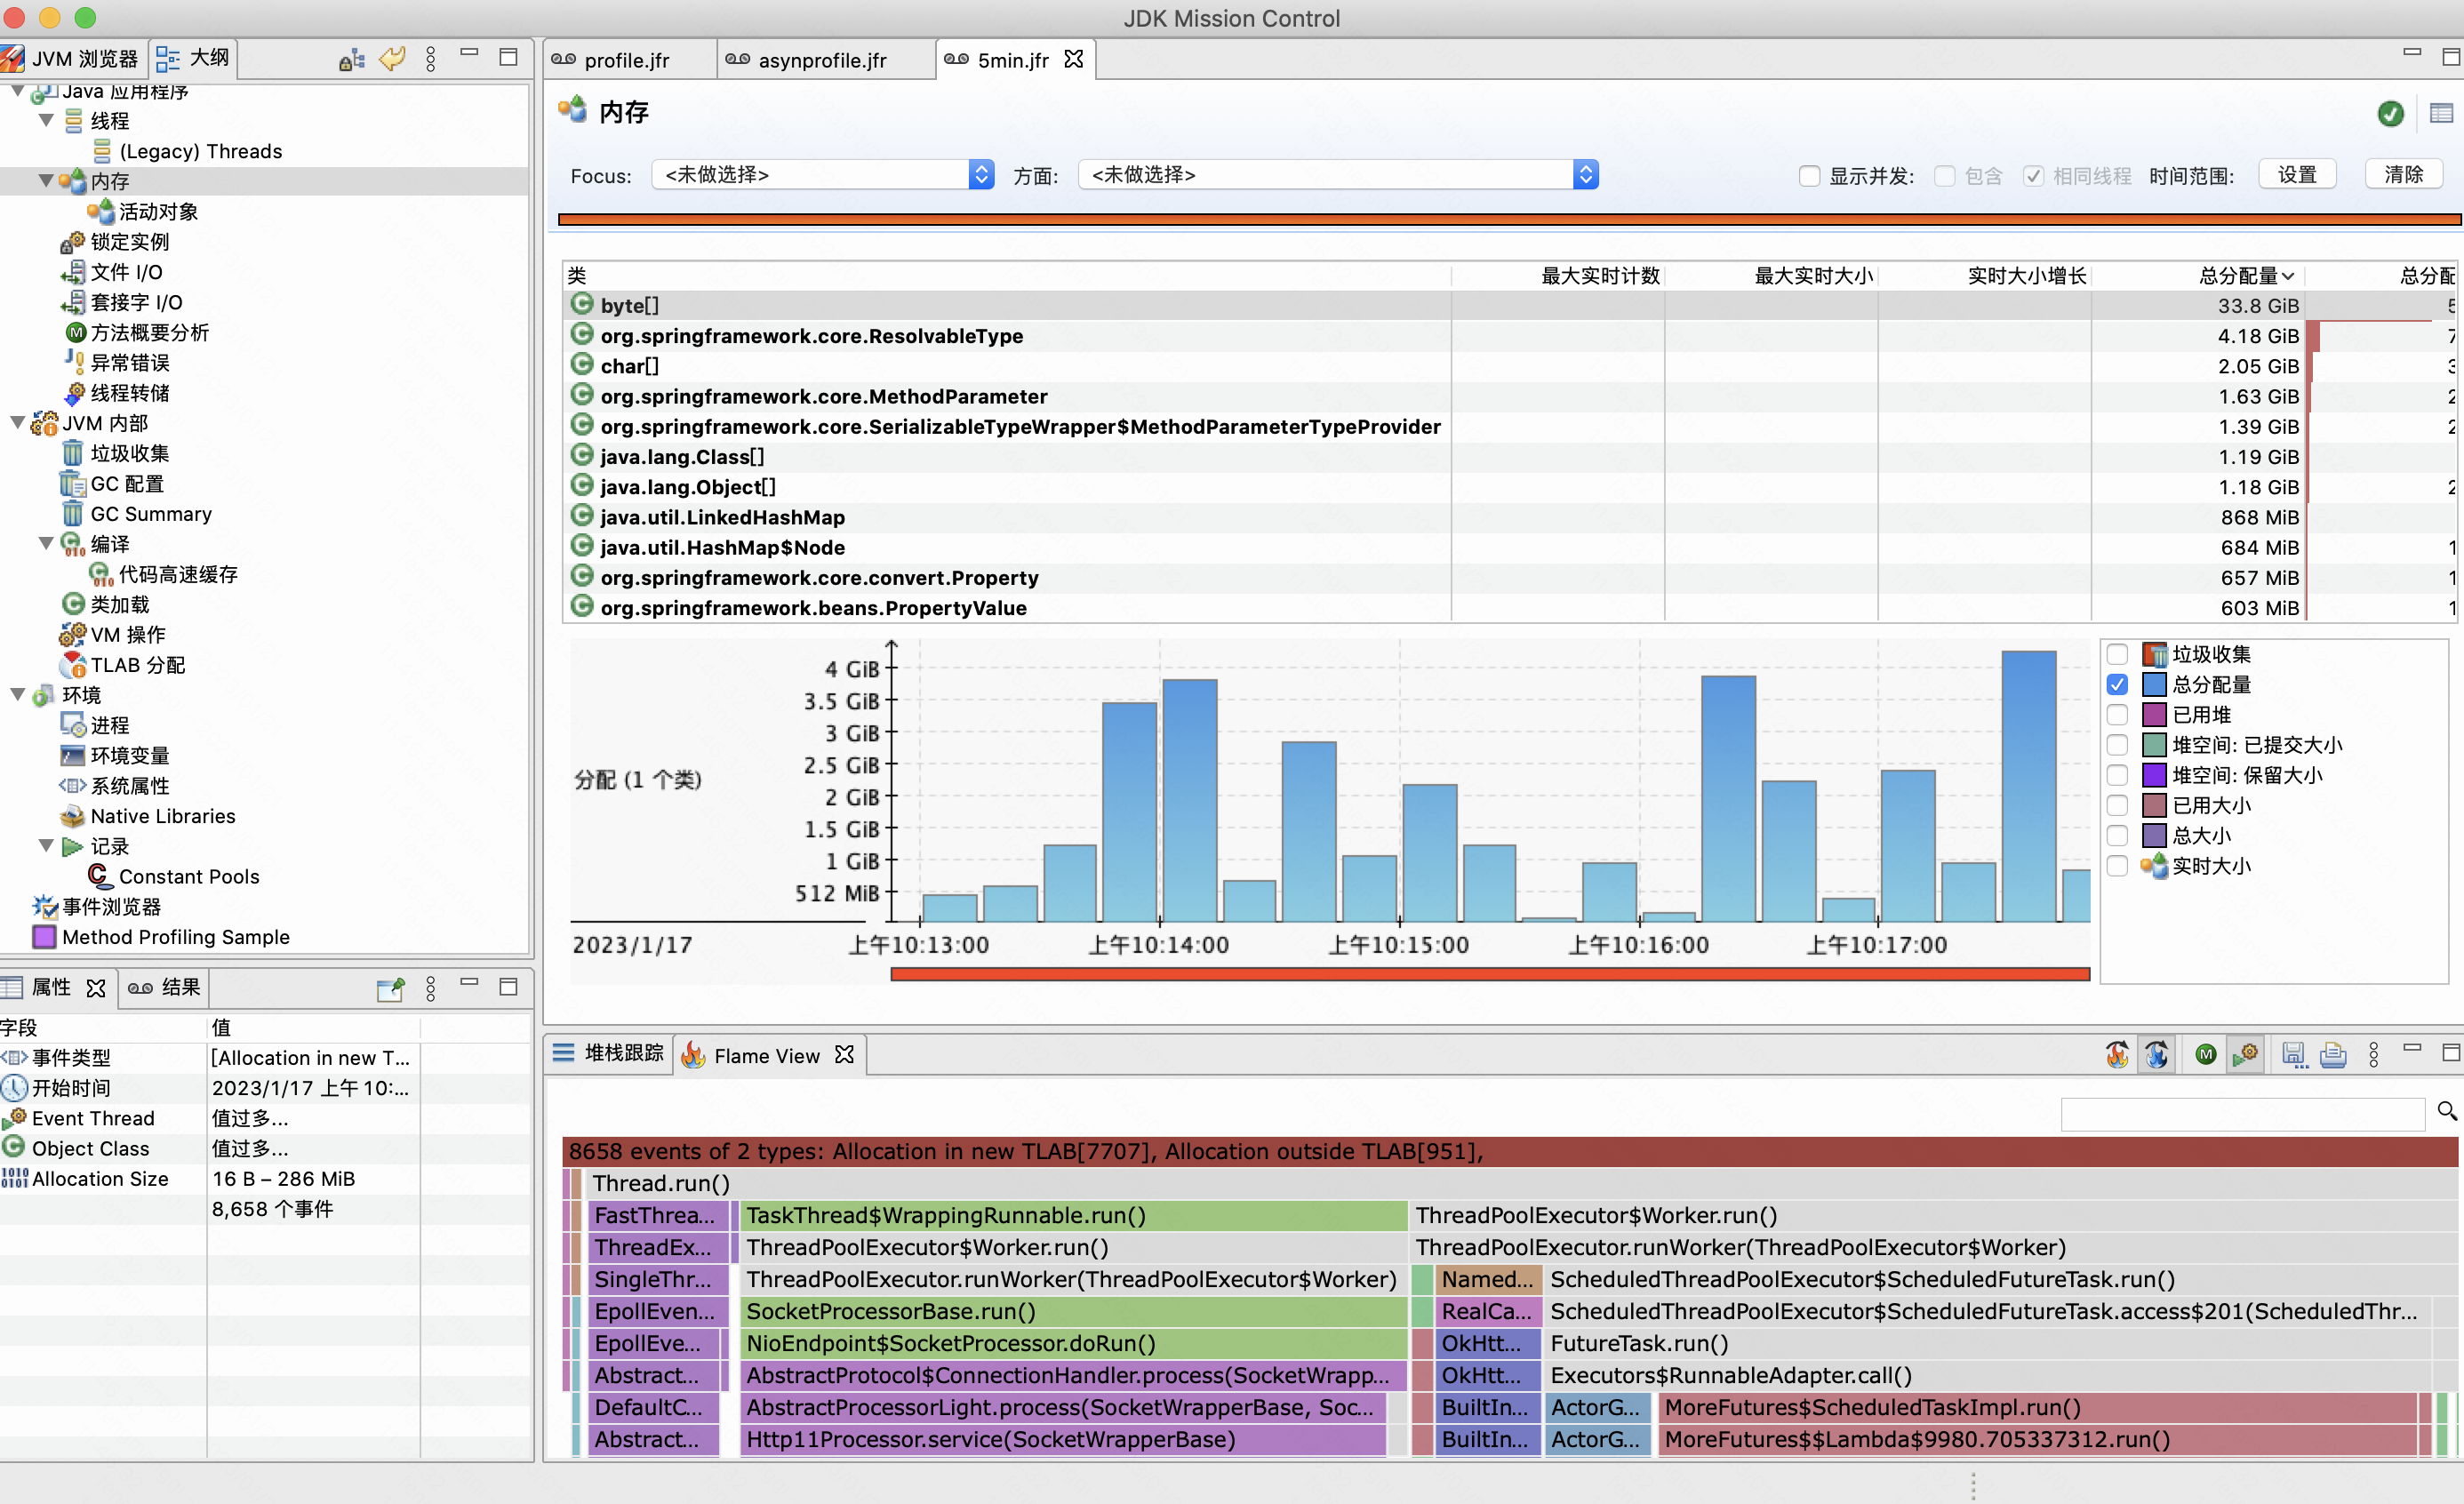 JDK Mission Control
JVM 浏览器
大纲
Java 应用程序
线程
(Legacy) Threads
内存
活动对象
锁定实例
文件 I/O
套接字 I/O
方法概要分析
异常错误
线程转储
JVM 内部
垃圾收集
GC 配置
GC Summary
编译
代码高速缓存
类加载
VM 操作
TLAB 分配
环境
进程
环境变量
系统属性
Native Libraries
记录
Constant Pools
事件浏览器
Method Profiling Sample
属性
结果
字段 值
事件类型 [Allocation in new T...
开始时间 2023/1/17 上午 10:...
Event Thread 值过多...
Object Class 值过多...
Allocation Size 16 B – 286 MiB
8,658 个事件
profile.jfr
asynprofile.jfr
5min.jfr
内存
Focus: <未做选择> 方面: <未做选择> 显示并发: 包含 相同线程 时间范围: 设置 清除
类 最大实时计数 最大实时大小 实时大小增长 总分配量 总分配
byte[] 33.8 GiB 5
org.springframework.core.ResolvableType 4.18 GiB 7
char[] 2.05 GiB 3
org.springframework.core.MethodParameter 1.63 GiB 2
org.springframework.core.SerializableTypeWrapper$MethodParameterTypeProvider 1.39 GiB 2
java.lang.Class[] 1.19 GiB
java.lang.Object[] 1.18 GiB 2
java.util.LinkedHashMap 868 MiB
java.util.HashMap$Node 684 MiB 1
org.springframework.core.convert.Property 657 MiB 1
org.springframework.beans.PropertyValue 603 MiB 1
4 GiB
3.5 GiB
3 GiB
2.5 GiB
分配 (1 个类)
2 GiB
1.5 GiB
1 GiB
512 MiB
2023/1/17 上午10:13:00 上午10:14:00 上午10:15:00 上午10:16:00 上午10:17:00
垃圾收集
总分配量
已用堆
堆空间: 已提交大小
堆空间: 保留大小
已用大小
总大小
实时大小
堆栈跟踪
Flame View
8658 events of 2 types: Allocation in new TLAB[7707], Allocation outside TLAB[951],
Thread.run()
FastThrea... TaskThread$WrappingRunnable.run() ThreadPoolExecutor$Worker.run()
ThreadEx... ThreadPoolExecutor$Worker.run() ThreadPoolExecutor.runWorker(ThreadPoolExecutor$Worker)
SingleThr... ThreadPoolExecutor.runWorker(ThreadPoolExecutor$Worker) Named... ScheduledThreadPoolExecutor$ScheduledFutureTask.run()
EpollEven... SocketProcessorBase.run() RealCa... ScheduledThreadPoolExecutor$ScheduledFutureTask.access$201(ScheduledThr...
EpollEve... NioEndpoint$SocketProcessor.doRun() OkHtt... FutureTask.run()
Abstract... AbstractProtocol$ConnectionHandler.process(SocketWrapp... OkHtt... Executors$RunnableAdapter.call()
DefaultC... AbstractProcessorLight.process(SocketWrapperBase, Soc... BuiltIn... ActorG... MoreFutures$ScheduledTaskImpl.run()
Abstract... Http11Processor.service(SocketWrapperBase) BuiltIn... ActorG... MoreFutures$$Lambda$9980.705337312.run()